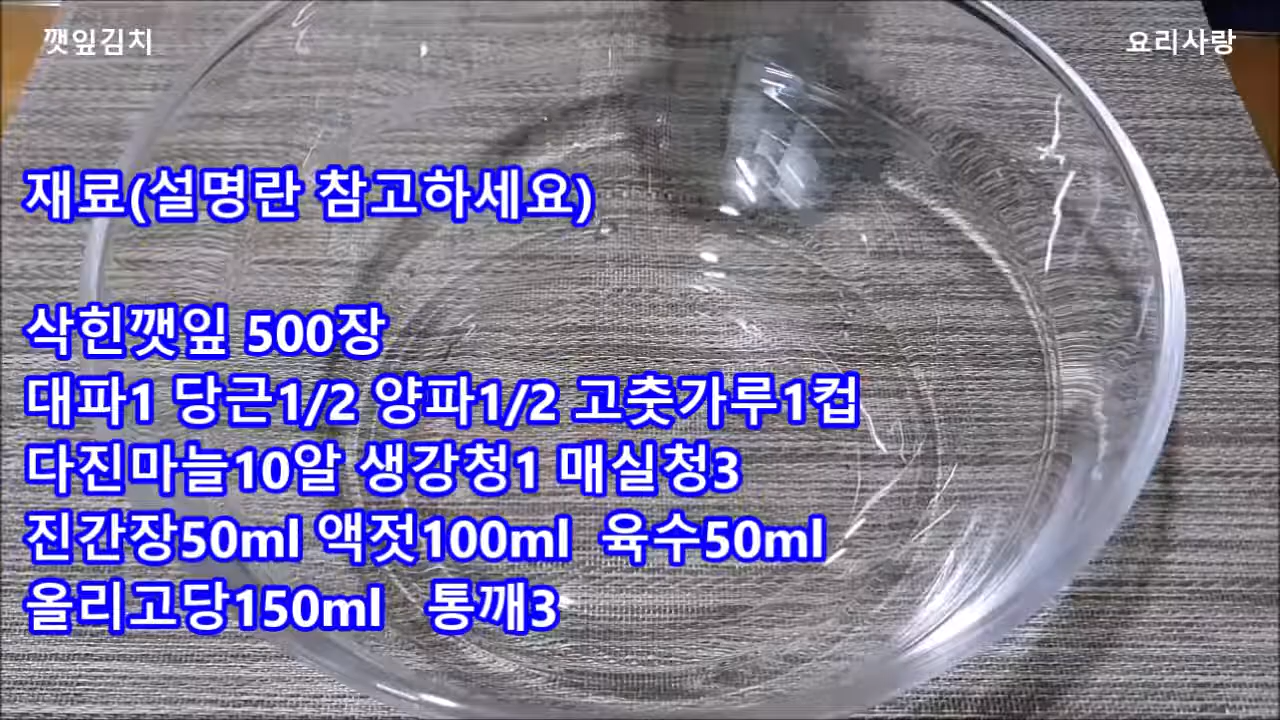 깻잎김치
요리사랑
재료(설명란 참고하세요)
삭힌깻잎 500장
대파1 당근1/2 양파1/2 고춧가루1컵
다진마늘10알 생강청1 매실청3
진간장50ml 액젓100ml 육수50ml
올리고당150ml 통깨3